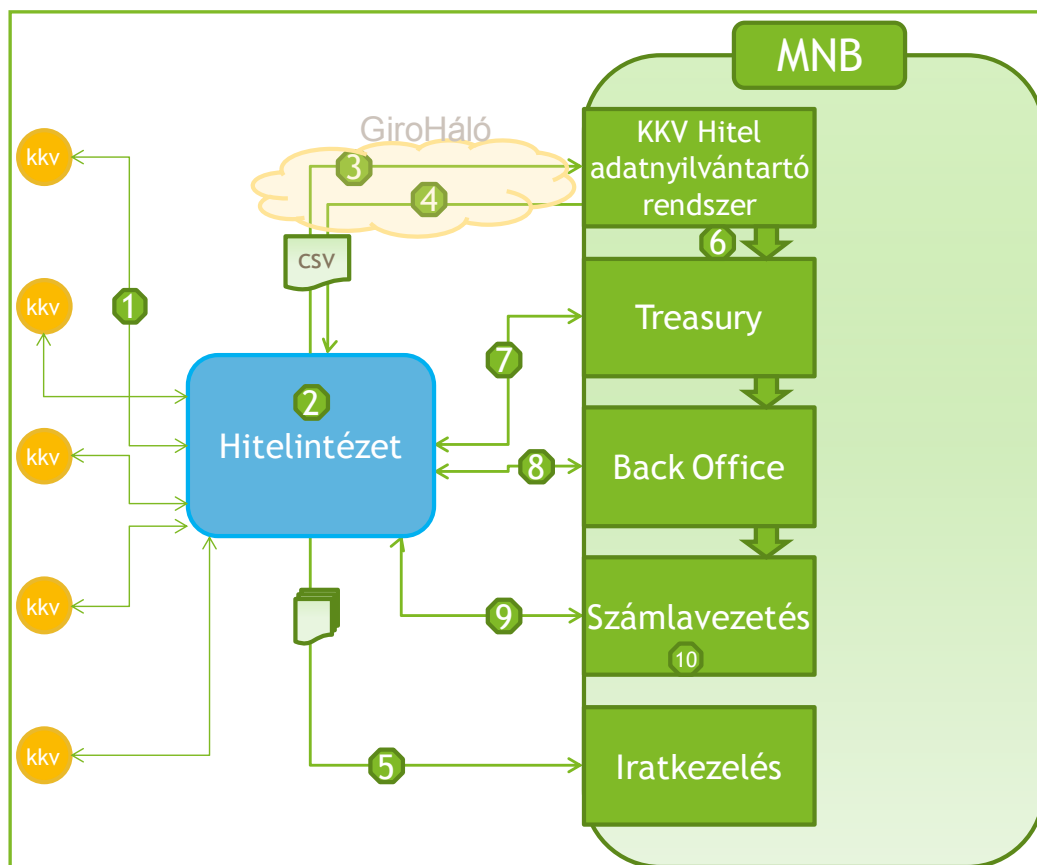 MNB
GiroHáló
kkv
3
KKV Hitel
adatnyilvántartó
rendszer
4
6
CSV
kkv
1
Treasury
7
2
Hitelintézet
kkv
8
Back Office
kkv
9
Számlavezetés
10
kkv
5
Iratkezelés